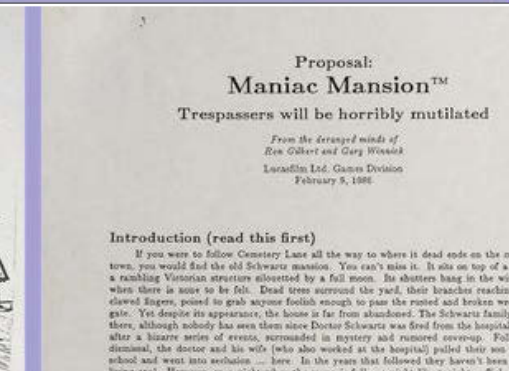 Proposal:
Maniac Mansion™
Trespassers will be horribly mutilated
From the deranged minds of
Ron Gilbert and Gary Winnick
Lucasfilm Ltd. Games Division
February 9, 1986
Introduction (read this first)
If you were to follow Cemetery Lane all the way to where it dead ends on the
town, you would find the old Schwartz mansion. You can't miss it. It sits on top of a
a rambling Victorian structure silouetted by a full moon. Its shutters bang in the
when there is some to be felt. Dead trees surround the yard, their branches
clawed fingers, poised to grab anyone foolish enough to pass the rusted and broken
gate. Yet despite its appearance, the house is far from abandoned. The Schwartz family
there, although nobody has seen them since Doctor Schwartz was fired from the hospital
after a bizarre series of events, surrounded in mystery and rumored cover-up.
dismissal, the doctor and his wife (who also worked at the hospital) pulled their son
school and went into seclusion ... here. In the years that followed they haven't been